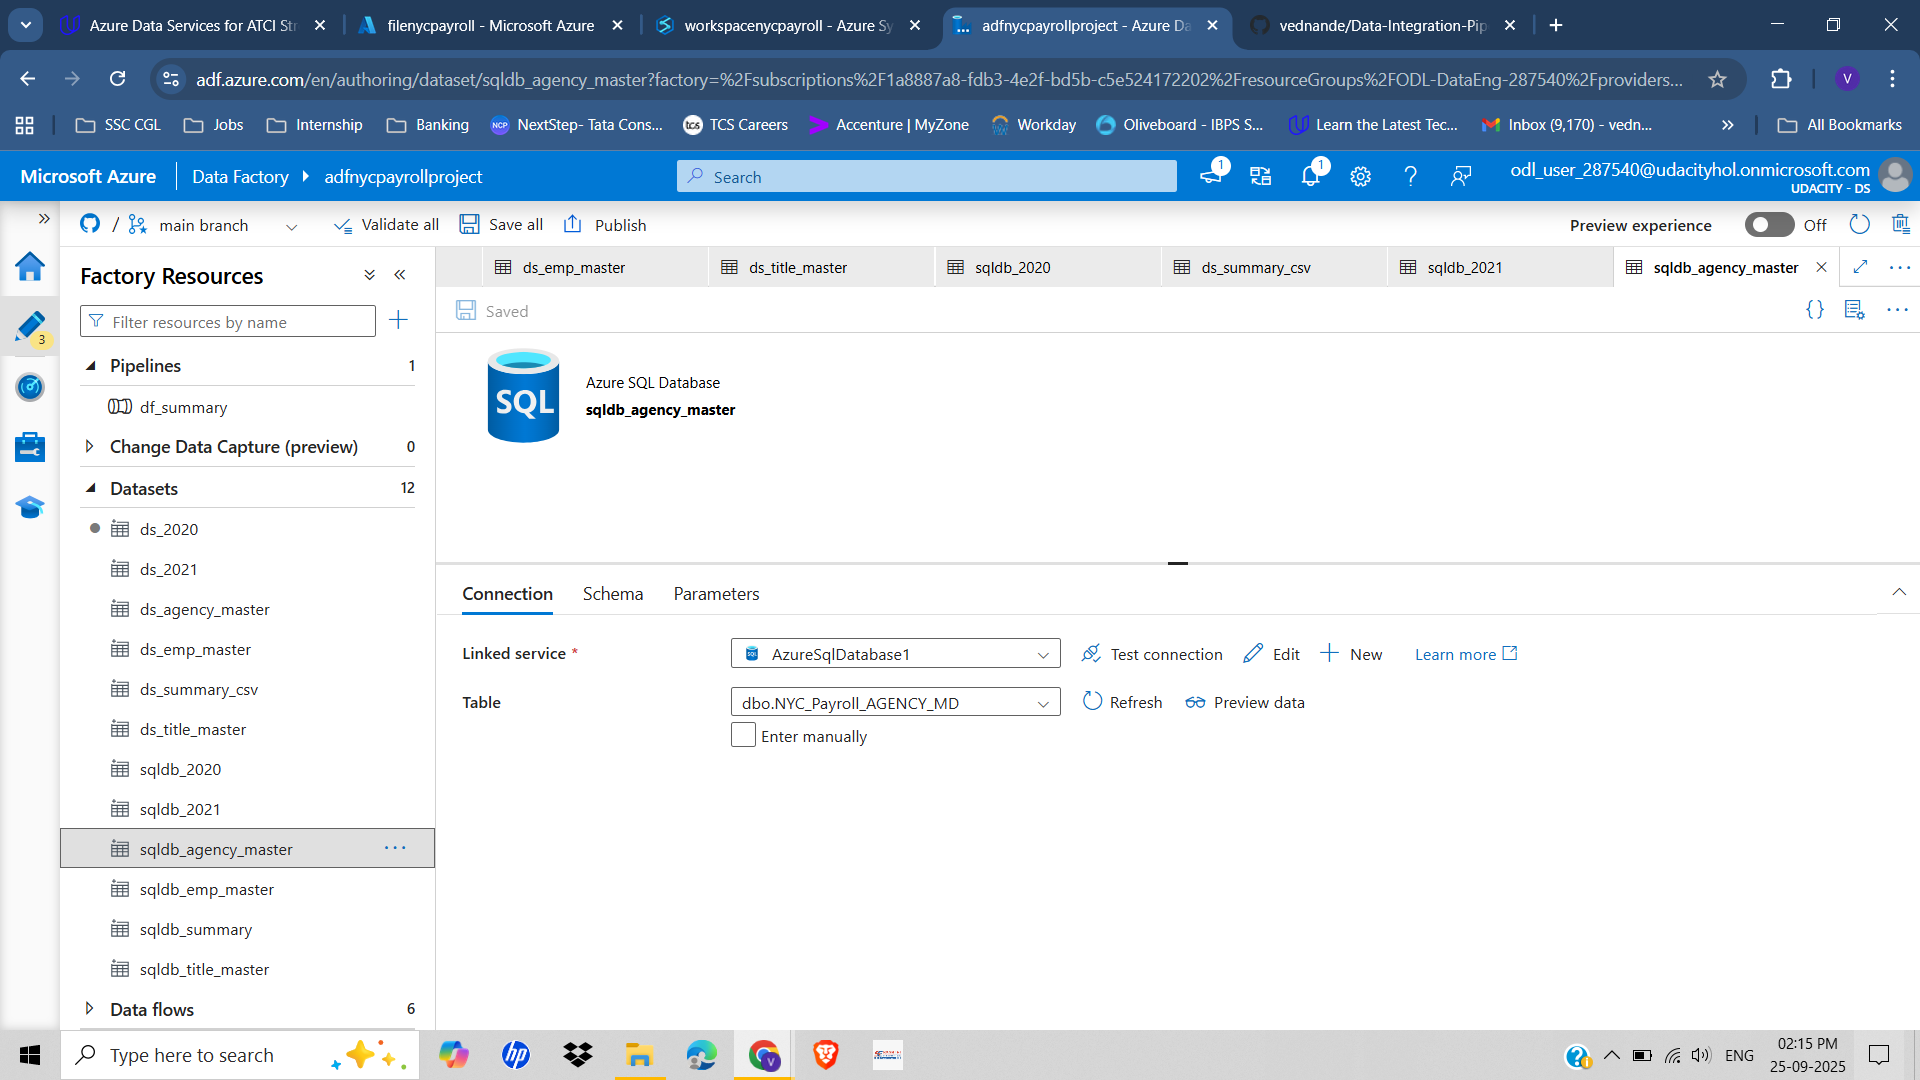 Azure Data Services for ATCI Str
filenycpayroll - Microsoft Azure
workspacenycpayroll - Azure Sy
adfnycpayrollproject - Azure Da
vednande/Data-Integration-Pip
adf.azure.com/en/authoring/dataset/sqldb_agency_master?factory=%2Fsubscriptions%2F1a8887a8-fdb3-4e2f-bd5b-c5e524172202%2FresourceGroups%2FODL-DataEng-287540%2Fproviders...
V
SSC CGL
Jobs
Internship
Banking
NextStep- Tata Cons...
TCS Careers
Accenture | MyZone
Workday
Oliveboard - IBPS S...
Learn the Latest Tec...
Inbox (9,170) - vedn...
All Bookmarks
Microsoft Azure
Data Factory
adfnycpayrollproject
Search
1
1
odl_user_287540@udacityhol.onmicrosoft.com
UDACITY - DS
/ main branch
Validate all
Save all
Publish
Preview experience
Off
3
Factory Resources
Filter resources by name
Pipelines 1
df_summary
Change Data Capture (preview) 0
Datasets 12
ds_2020
ds_2021
ds_agency_master
ds_emp_master
ds_summary_csv
ds_title_master
sqldb_2020
sqldb_2021
sqldb_agency_master
sqldb_emp_master
sqldb_summary
sqldb_title_master
Data flows 6
ds_emp_master
ds_title_master
sqldb_2020
ds_summary_csv
sqldb_2021
sqldb_agency_master
Saved
SQL
Azure SQL Database
sqldb_agency_master
Connection
Schema
Parameters
Linked service *
AzureSqlDatabase1
Test connection
Edit
New
Learn more
Table
dbo.NYC_Payroll_AGENCY_MD
Refresh
Preview data
Enter manually
Type here to search
ENG
02:15 PM
25-09-2025